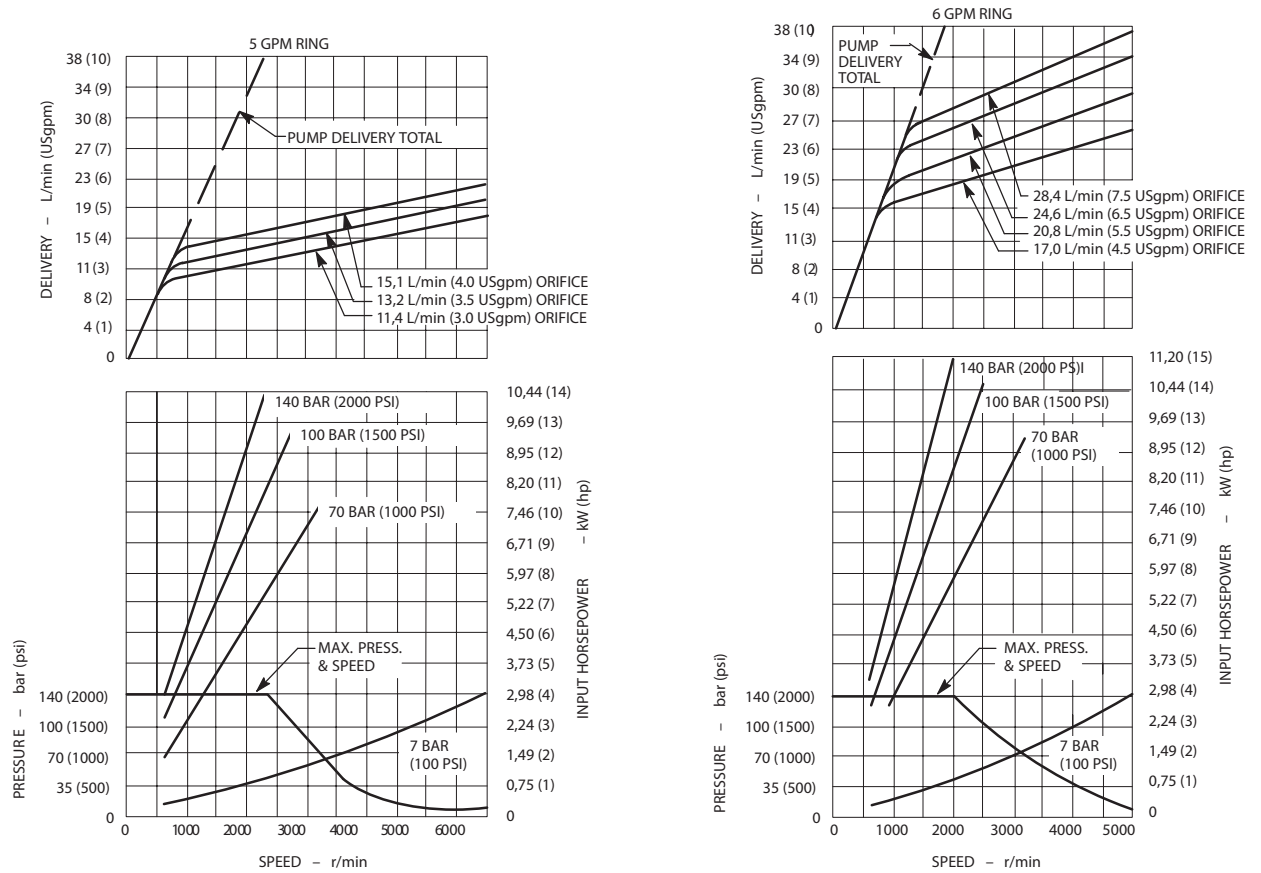 5 GPM RING
38 (10)
34 (9)
30 (8)
27 (7)
23 (6)
19 (5)
15 (4)
11 (3)
8 (2)
4 (1)
0
DELIVERY – L/min (USgpm)
PUMP DELIVERY TOTAL
15,1 L/min (4.0 USgpm) ORIFICE
13,2 L/min (3.5 USgpm) ORIFICE
11,4 L/min (3.0 USgpm) ORIFICE
140 BAR (2000 PSI)
100 BAR (1500 PSI)
70 BAR (1000 PSI)
MAX. PRESS.
& SPEED
7 BAR
(100 PSI)
10,44 (14)
9,69 (13)
8,95 (12)
8,20 (11)
7,46 (10)
6,71 (9)
5,97 (8)
5,22 (7)
4,50 (6)
3,73 (5)
2,98 (4)
2,24 (3)
1,49 (2)
0,75 (1)
0
INPUT HORSEPOWER – kW (hp)
140 (2000)
100 (1500)
70 (1000)
35 (500)
0
PRESSURE – bar (psi)
0 1000 2000 3000 4000 5000 6000
SPEED – r/min
6 GPM RING
38 (10)
34 (9)
30 (8)
27 (7)
23 (6)
19 (5)
15 (4)
11 (3)
8 (2)
4 (1)
0
DELIVERY – L/min (USgpm)
PUMP
DELIVERY
TOTAL
28,4 L/min (7.5 USgpm) ORIFICE
24,6 L/min (6.5 USgpm) ORIFICE
20,8 L/min (5.5 USgpm) ORIFICE
17,0 L/min (4.5 USgpm) ORIFICE
140 BAR (2000 PS)I
100 BAR (1500 PSI)
70 BAR
(1000 PSI)
MAX. PRESS.
& SPEED
7 BAR
(100 PSI)
11,20 (15)
10,44 (14)
9,69 (13)
8,95 (12)
8,20 (11)
7,46 (10)
6,71 (9)
5,97 (8)
5,22 (7)
4,50 (6)
3,73 (5)
2,98 (4)
2,24 (3)
1,49 (2)
0,75 (1)
0
INPUT HORSEPOWER – kW (hp)
140 (2000)
100 (1500)
70 (1000)
35 (500)
0
PRESSURE – bar (psi)
0 1000 2000 3000 4000 5000
SPEED – r/min